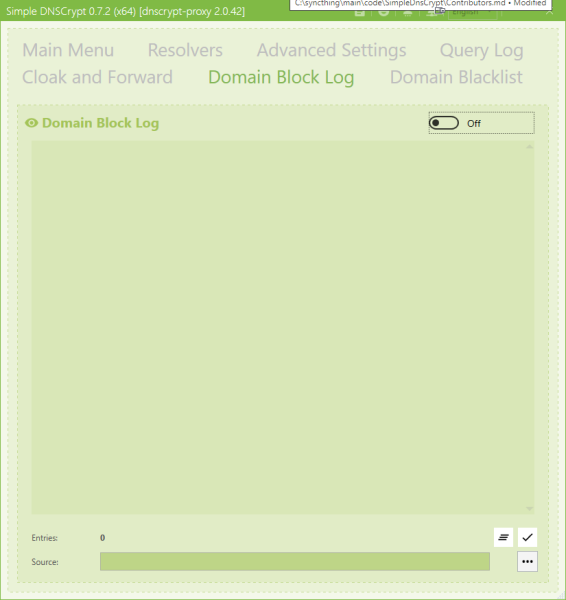 C:\syncthing\main\code\SimpleDnsCrypt\Contributors.md • Modified
Simple DNSCrypt 0.7.2 (x64) [dnscrypt-proxy 2.0.42]
English
Main Menu Resolvers Advanced Settings Query Log
Cloak and Forward Domain Block Log Domain Blacklist
Domain Block Log
Off
Entries: 0
Source: